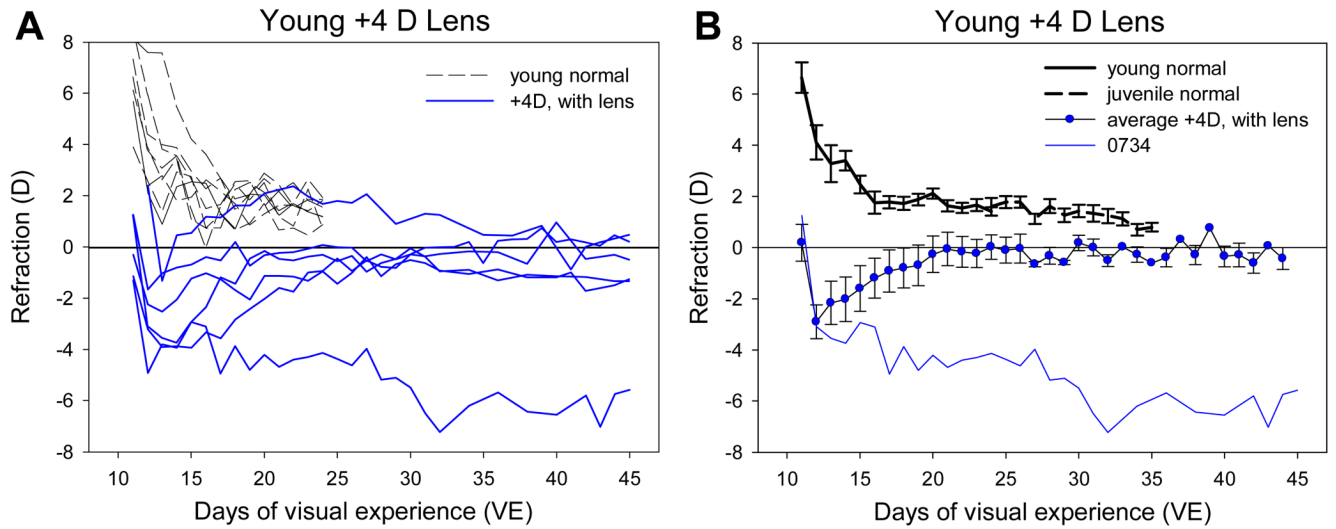 A
Young +4 D Lens
young normal
+4D, with lens
Refraction (D)
8
6
4
2
0
-2
-4
-6
-8
10 15 20 25 30 35 40 45
Days of visual experience (VE)
B
Young +4 D Lens
young normal
juvenile normal
average +4D, with lens
0734
Refraction (D)
8
6
4
2
0
-2
-4
-6
-8
10 15 20 25 30 35 40 45
Days of visual experience (VE)